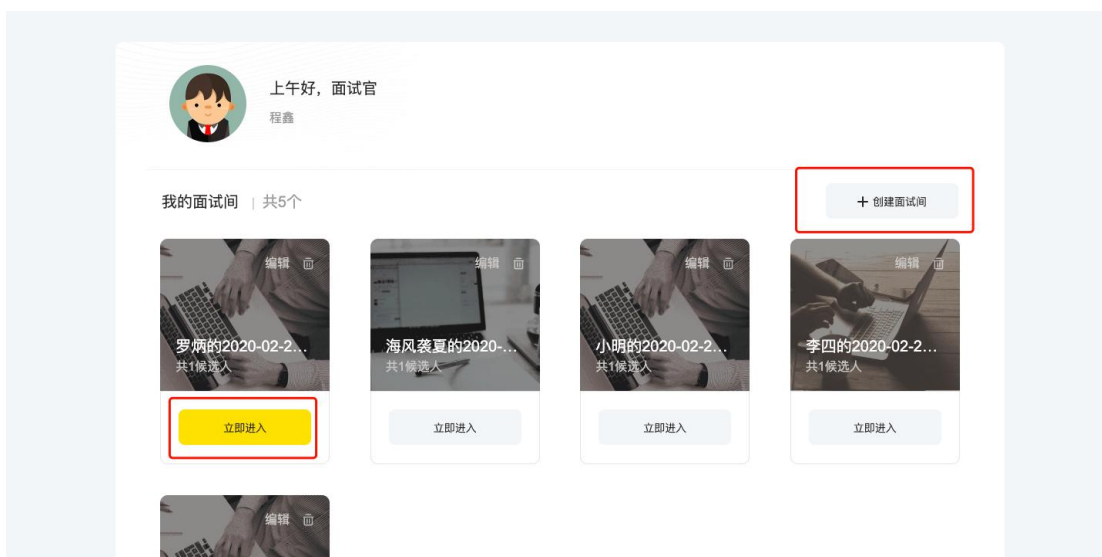 上午好，面试官
程鑫
我的面试间 | 共5个
+ 创建面试间
编辑
编辑
编辑
编辑
罗炳的2020-02-2...
海风袭夏的2020-...
小明的2020-02-2...
李四的2020-02-2...
共1候选人
共1候选人
共1候选人
共1候选人
立即进入
立即进入
立即进入
立即进入
编辑